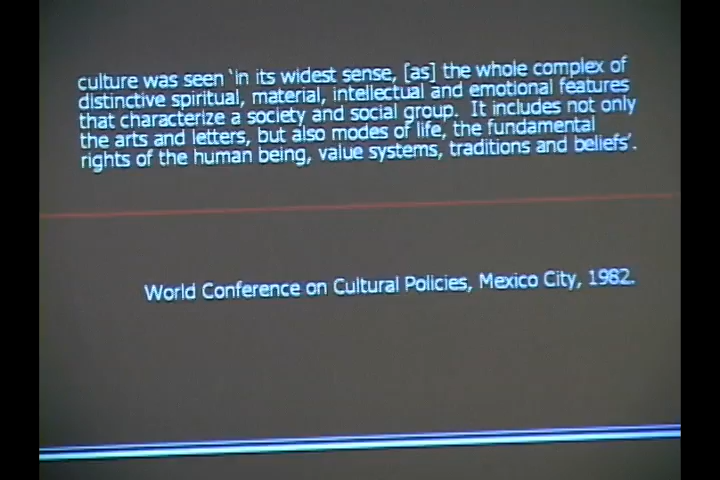 culture was seen 'in its widest sense, [as] the whole complex of
distinctive spiritual, material, intellectual and emotional features
that characterize a society and social group. It includes not only
the arts and letters, but also modes of life, the fundamental
rights of the human being, value systems, traditions and beliefs'.
World Conference on Cultural Policies, Mexico City, 1982.